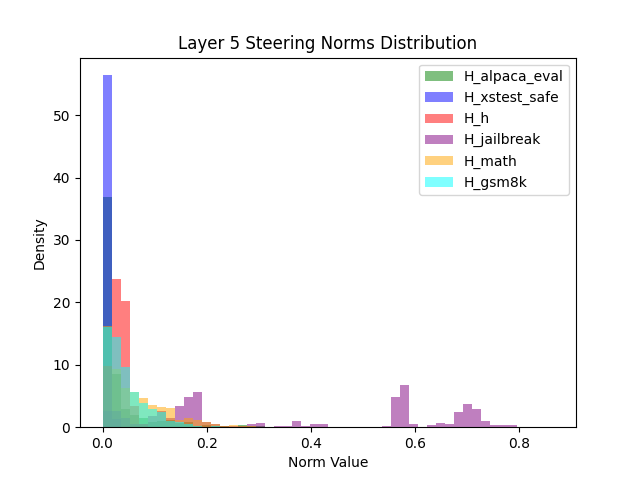 Layer 5 Steering Norms Distribution
H_alpaca_eval
H_xstest_safe
H_h
H_jailbreak
H_math
H_gsm8k
Density
50
40
30
20
10
0
0.0 0.2 0.4 0.6 0.8
Norm Value